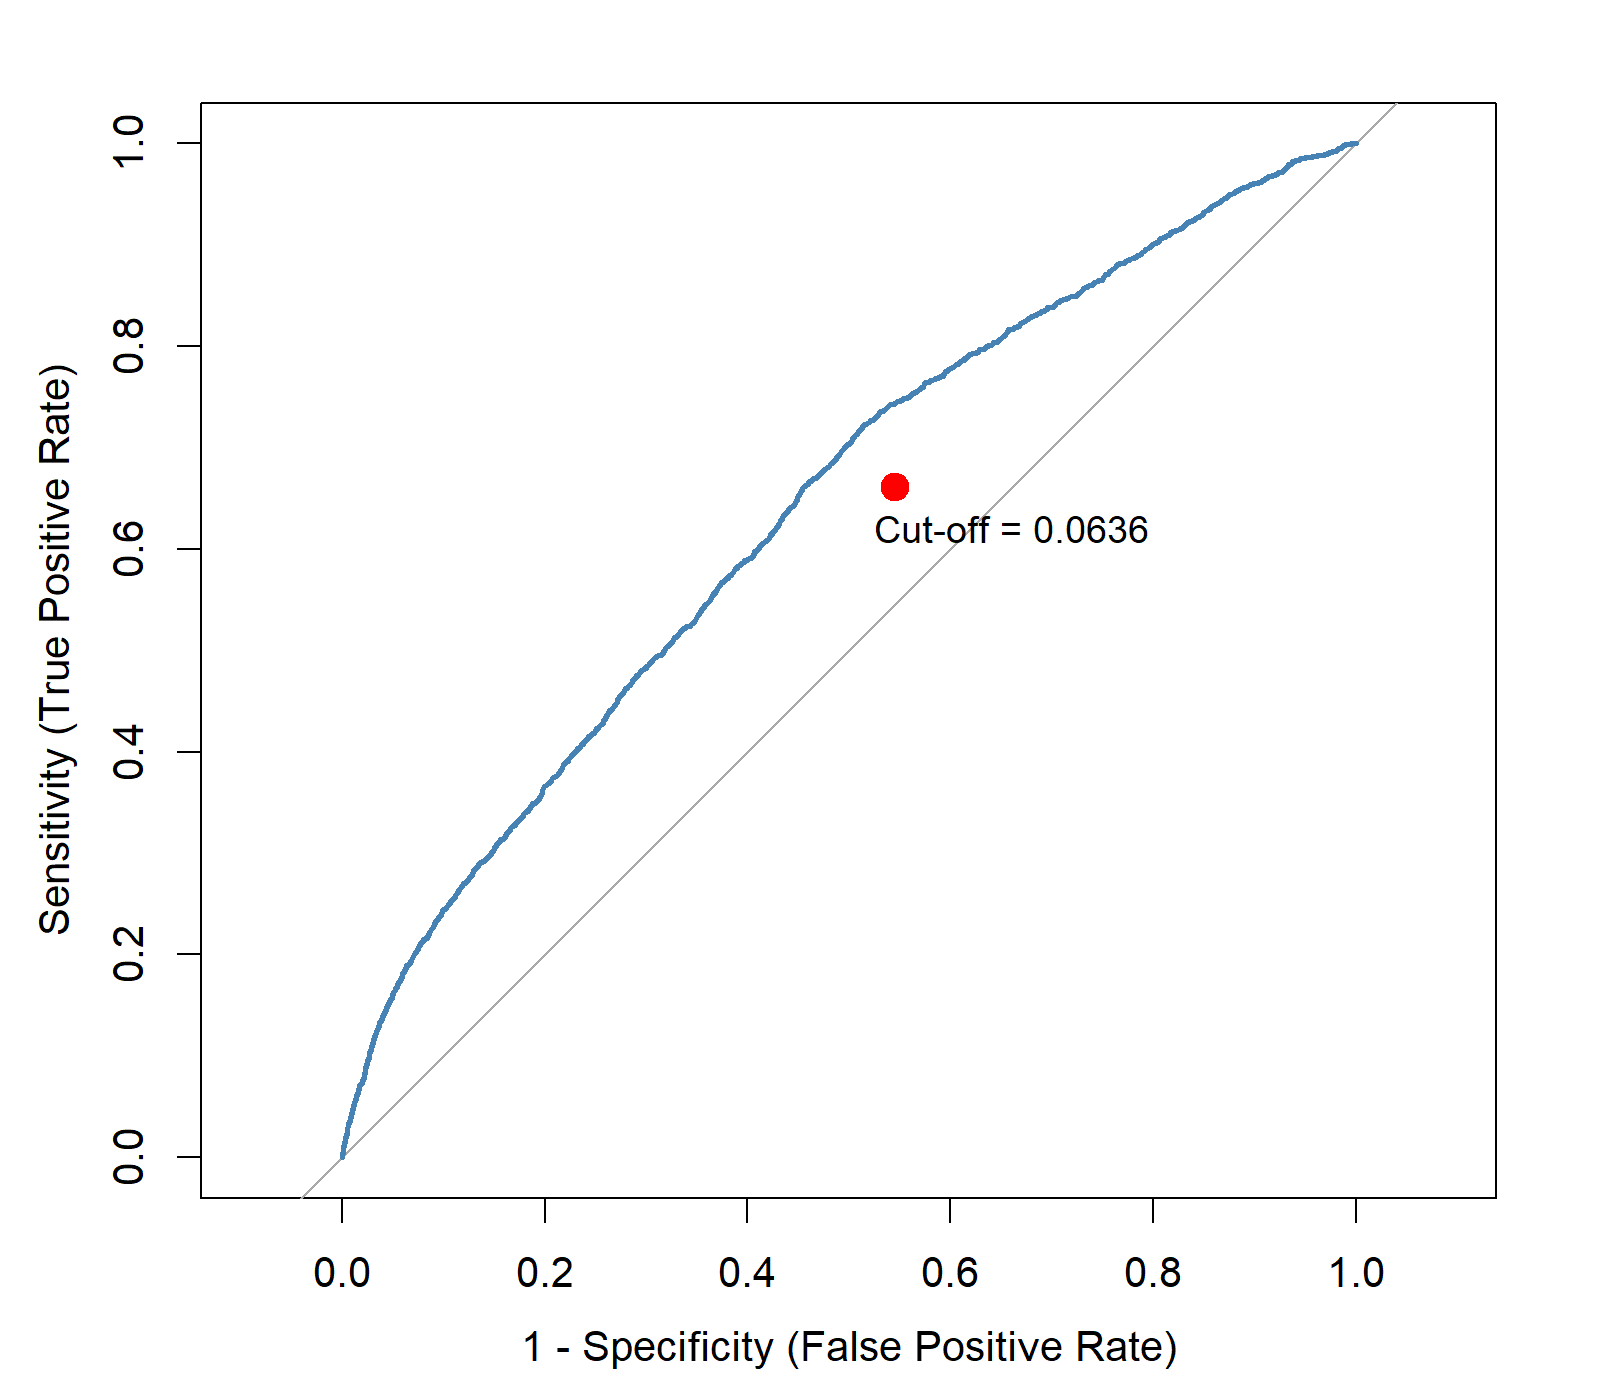 Sensitivity (True Positive Rate)
1.0
0.8
0.6
0.4
0.2
0.0
Cut-off = 0.0636
0.0 0.2 0.4 0.6 0.8 1.0
1 - Specificity (False Positive Rate)